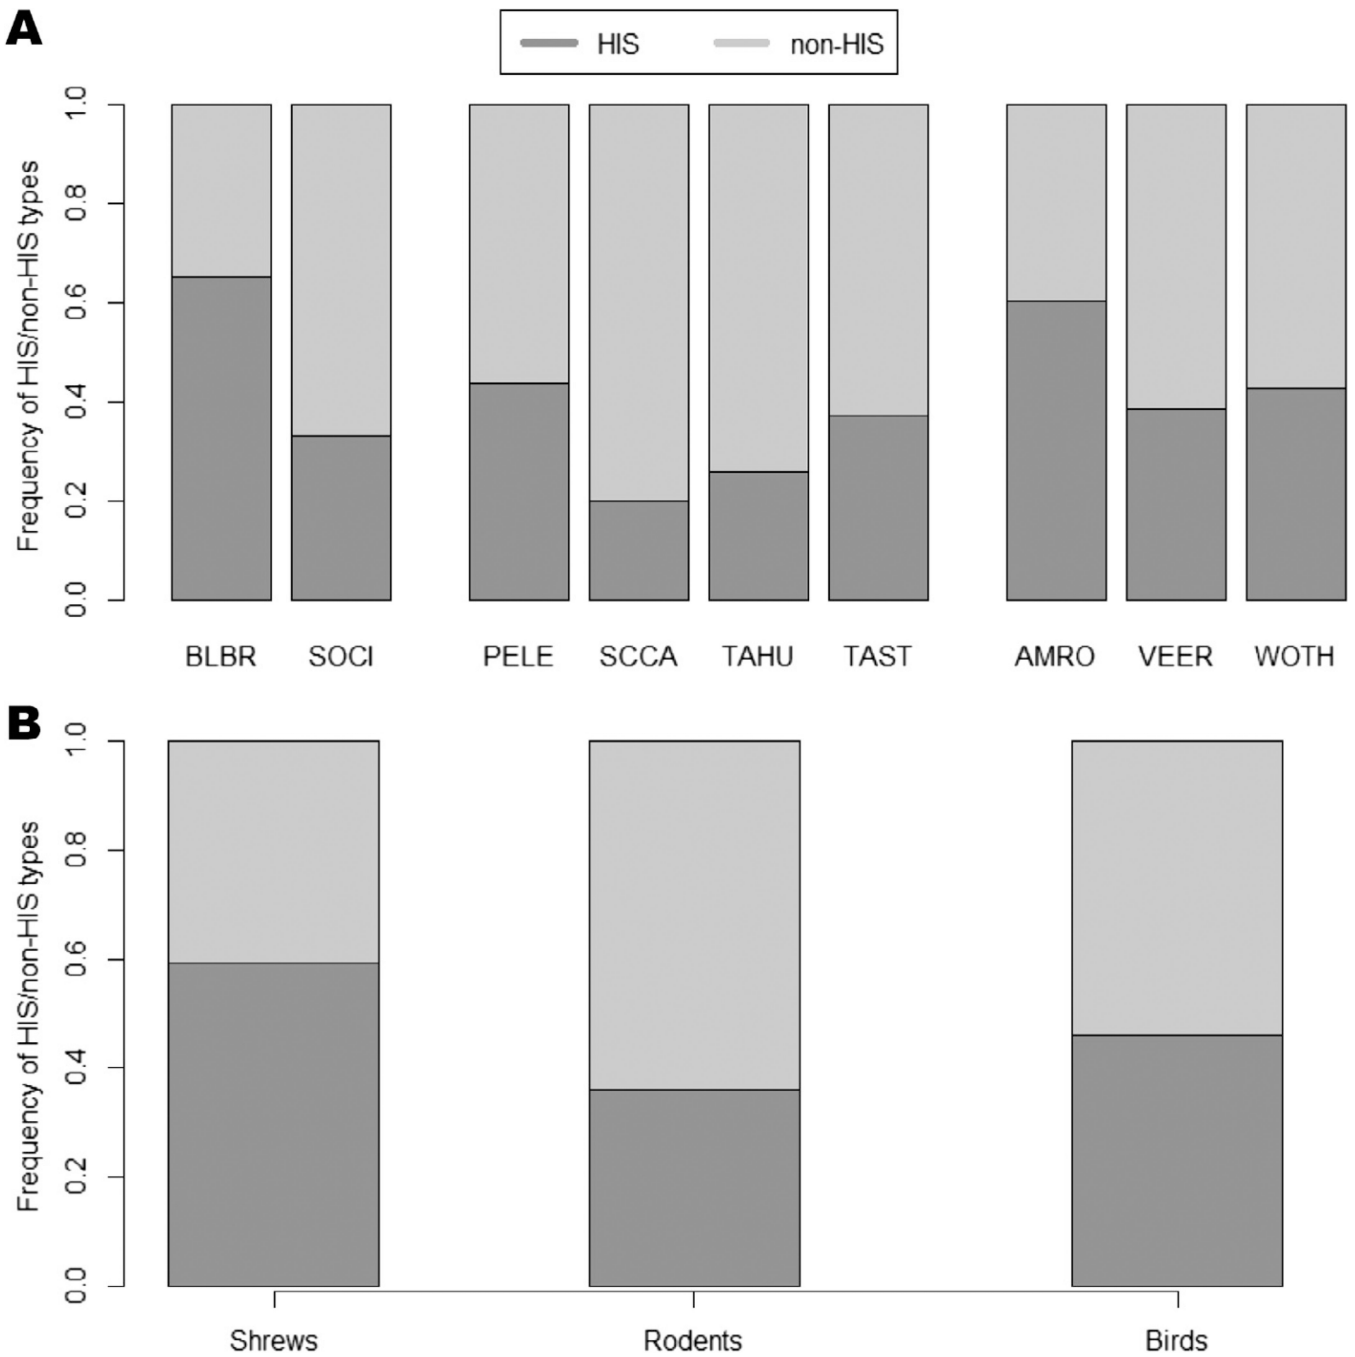 A
HIS non-HIS
Frequency of HIS/non-HIS types
1.0
0.8
0.6
0.4
0.2
0.0
BLBR SOCI PELE SCCA TAHU TAST AMRO VEER WOTH
B
Frequency of HIS/non-HIS types
1.0
0.8
0.6
0.4
0.2
0.0
Shrews Rodents Birds